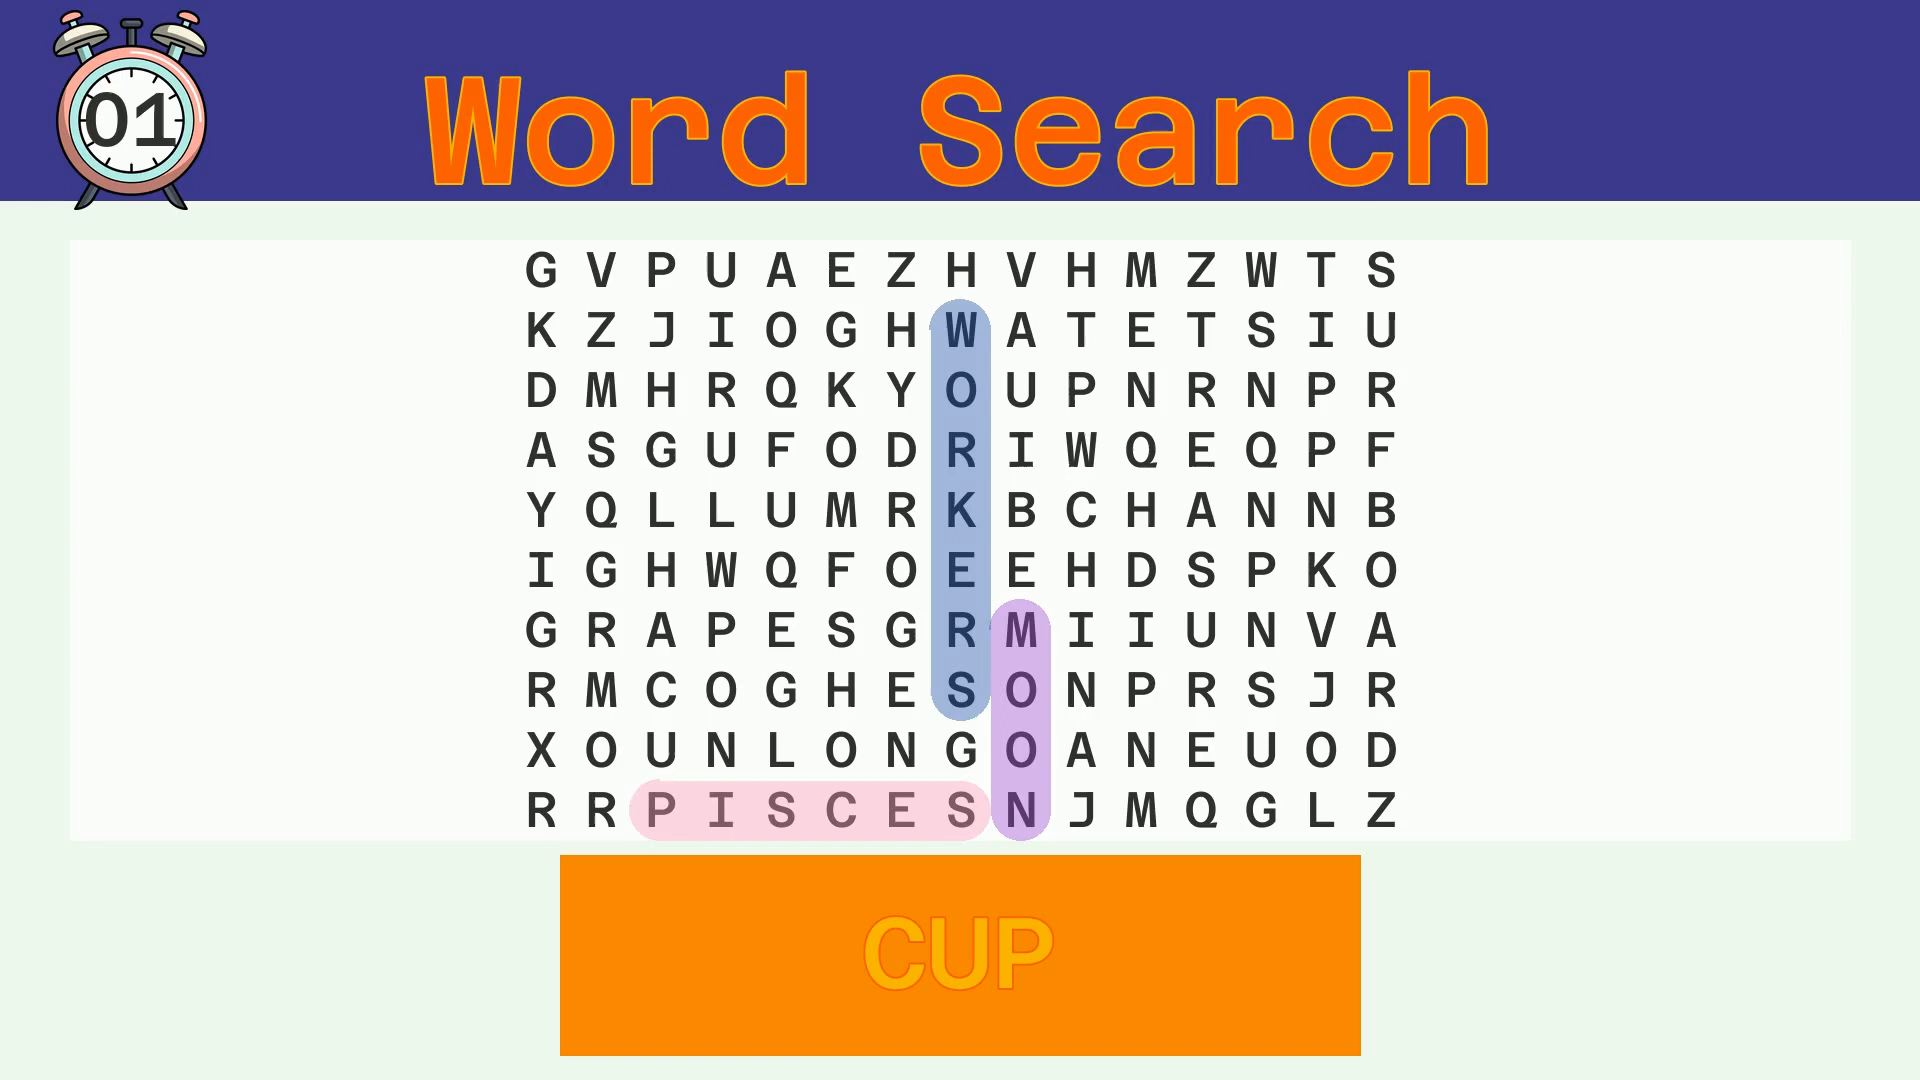 01
Word Search
G V P U A E Z H V H M Z W T S
K Z J I O G H W A T E T S I U
D M H R Q K Y O U P N R N P R
A S G U F O D R I W Q E Q P F
Y Q L L U M R K B C H A N N B
I G H W Q F O E E H D S P K O
G R A P E S G R M I I U N V A
R M C O G H E S O N P R S J R
X O U N L O N G O A N E U O D
R R P I S C E S N J M Q G L Z
CUP